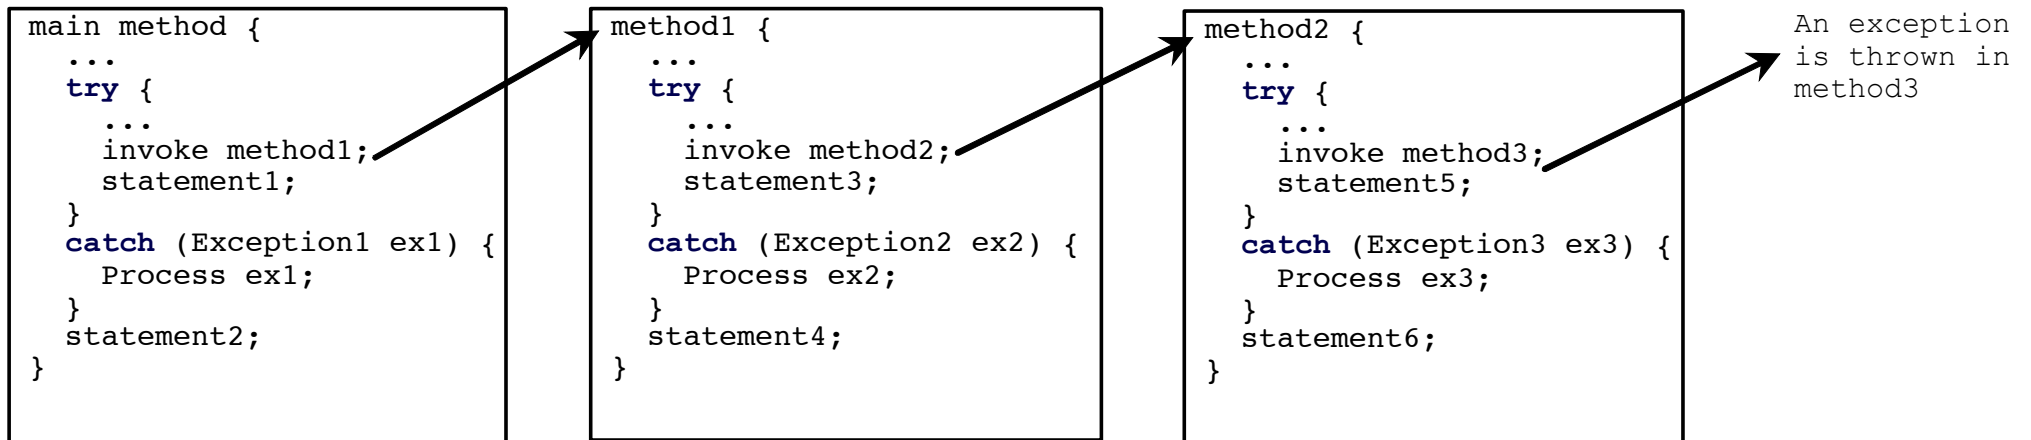 main method {
  ...
  try {
    ...
    invoke method1;
    statement1;
  }
  catch (Exception1 ex1) {
    Process ex1;
  }
  statement2;
}
method1 {
  ...
  try {
    ...
    invoke method2;
    statement3;
  }
  catch (Exception2 ex2) {
    Process ex2;
  }
  statement4;
}
method2 {
  ...
  try {
    ...
    invoke method3;
    statement5;
  }
  catch (Exception3 ex3) {
    Process ex3;
  }
  statement6;
}
An exception
is thrown in
method3